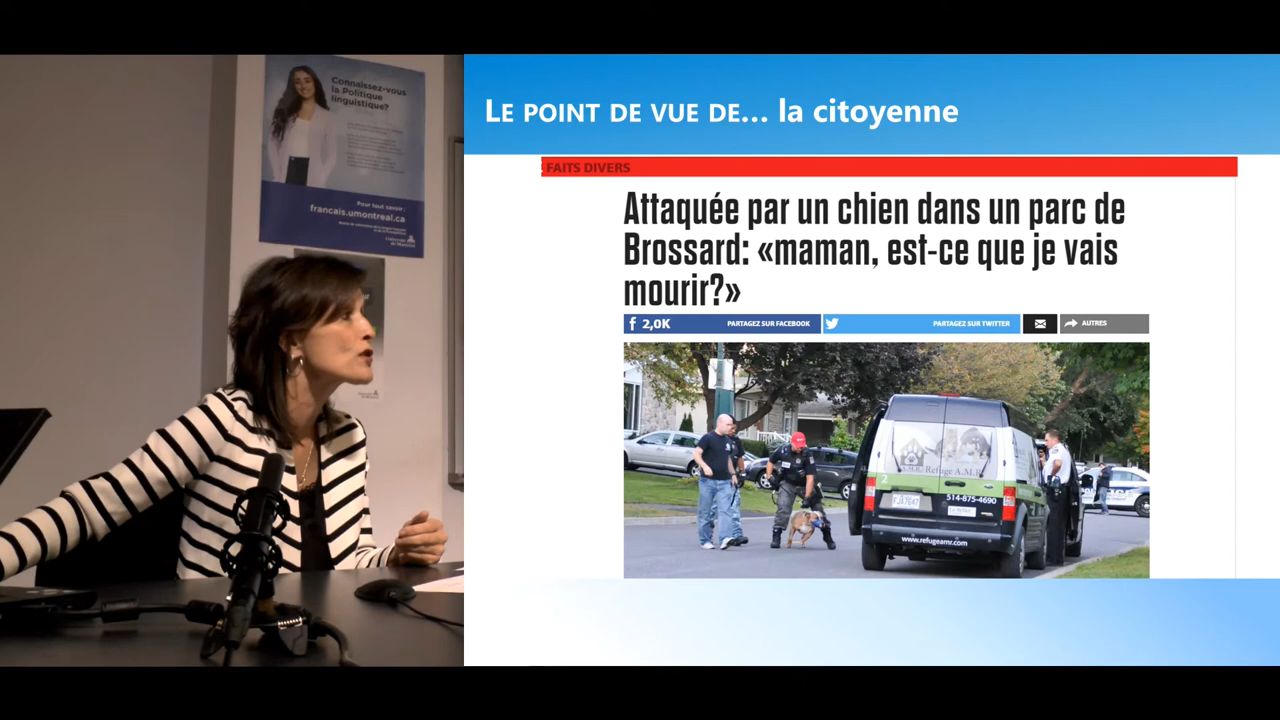 Connaissez-vous
la Politique
linguistique?
Pour tout savoir :
francais.umontreal.ca
LE POINT DE VUE DE... la citoyenne
FAITS DIVERS
Attaquée par un chien dans un parc de
Brossard: «maman, est-ce que je vais
mourir?»
2,0K PARTAGEZ SUR FACEBOOK PARTAGEZ SUR TWITTER AUTRES
A.M.R. Refuge A.M.R.
2
514-875-4690
www.refugeamr.com